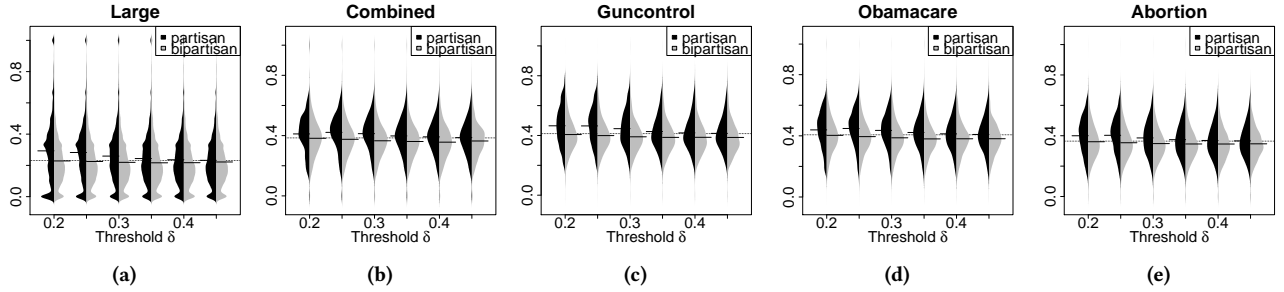 Large
partisan
bipartisan
0.0 0.4 0.8
0.2 0.3 0.4
Threshold δ
(a)
Combined
partisan
bipartisan
0.0 0.4 0.8
0.2 0.3 0.4
Threshold δ
(b)
Guncontrol
partisan
bipartisan
0.0 0.4 0.8
0.2 0.3 0.4
Threshold δ
(c)
Obamacare
partisan
bipartisan
0.0 0.4 0.8
0.2 0.3 0.4
Threshold δ
(d)
Abortion
partisan
bipartisan
0.0 0.4 0.8
0.2 0.3 0.4
Threshold δ
(e)